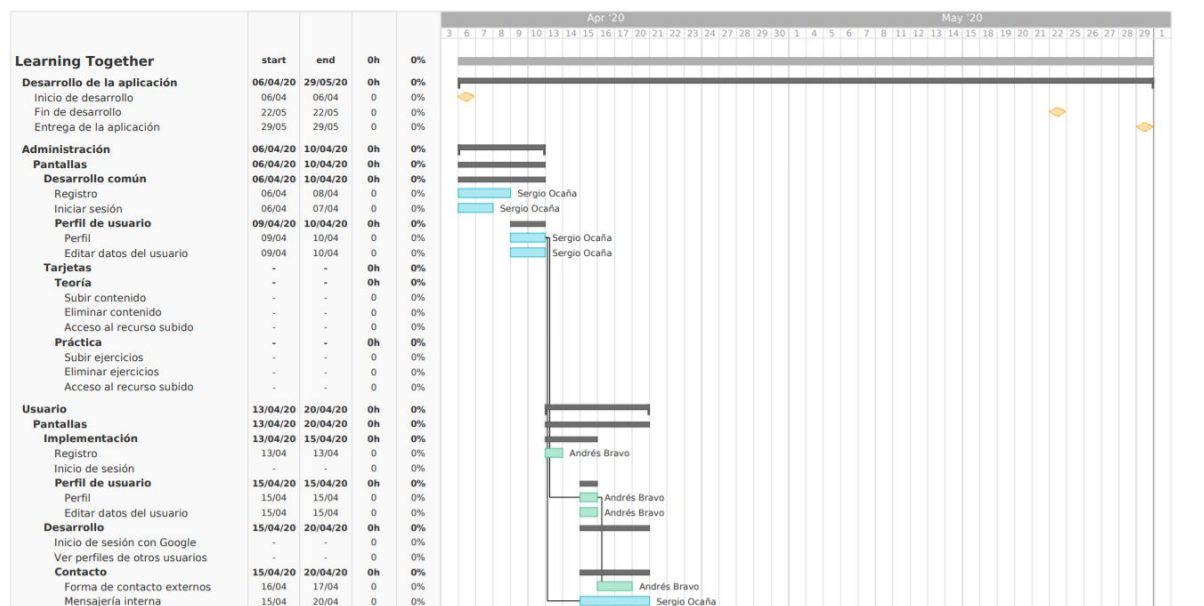 Apr '20 May '20
3 6 7 8 9 10 13 14 15 16 17 20 21 22 23 24 27 28 29 30 1 4 5 6 7 8 11 12 13 14 15 18 19 20 21 22 25 26 27 28 29 1
Learning Together start end 0h 0%
Desarrollo de la aplicación 06/04/20 29/05/20 0h 0%
Inicio de desarrollo 06/04 06/04 0 0%
Fin de desarrollo 22/05 22/05 0 0%
Entrega de la aplicación 29/05 29/05 0 0%
Administración 06/04/20 10/04/20 0h 0%
Pantallas 06/04/20 10/04/20 0h 0%
Desarrollo común 06/04/20 10/04/20 0h 0%
Registro 06/04 08/04 0 0% Sergio Ocaña
Iniciar sesión 06/04 07/04 0 0% Sergio Ocaña
Perfil de usuario 09/04/20 10/04/20 0h 0%
Perfil 09/04 10/04 0 0% Sergio Ocaña
Editar datos del usuario 09/04 10/04 0 0% Sergio Ocaña
Tarjetas - - 0h 0%
Teoría - - 0h 0%
Subir contenido - - 0 0%
Eliminar contenido - - 0 0%
Acceso al recurso subido - - 0 0%
Práctica - - 0h 0%
Subir ejercicios - - 0 0%
Eliminar ejercicios - - 0 0%
Acceso al recurso subido - - 0 0%
Usuario 13/04/20 20/04/20 0h 0%
Pantallas 13/04/20 20/04/20 0h 0%
Implementación 13/04/20 15/04/20 0h 0%
Registro 13/04 13/04 0 0% Andrés Bravo
Inicio de sesión - - 0 0%
Perfil de usuario 15/04/20 15/04/20 0h 0%
Perfil 15/04 15/04 0 0% Andrés Bravo
Editar datos del usuario 15/04 15/04 0 0% Andrés Bravo
Desarrollo 15/04/20 20/04/20 0h 0%
Inicio de sesión con Google - - 0 0%
Ver perfiles de otros usuarios - - 0 0%
Contacto 15/04/20 20/04/20 0h 0%
Forma de contacto externos 16/04 17/04 0 0% Andrés Bravo
Mensajería interna 15/04 20/04 0 0% Sergio Ocaña